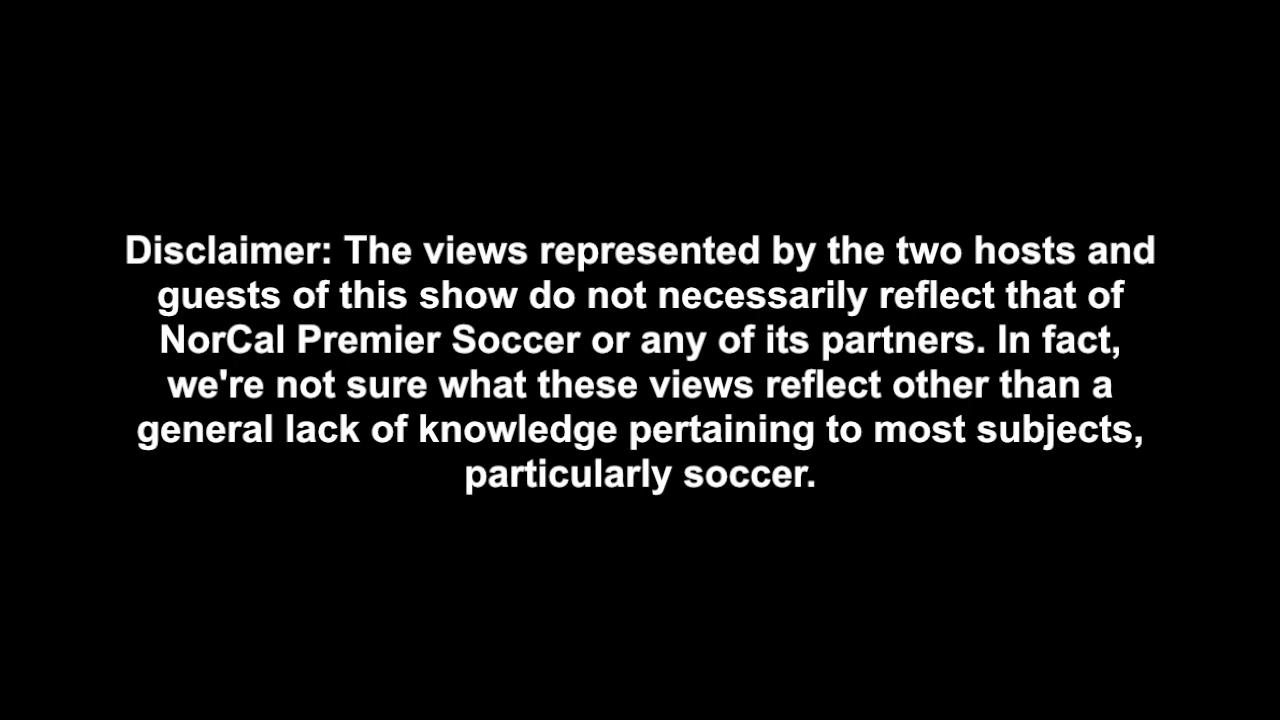 Disclaimer: The views represented by the two hosts and
guests of this show do not necessarily reflect that of
NorCal Premier Soccer or any of its partners. In fact,
we're not sure what these views reflect other than a
general lack of knowledge pertaining to most subjects,
particularly soccer.